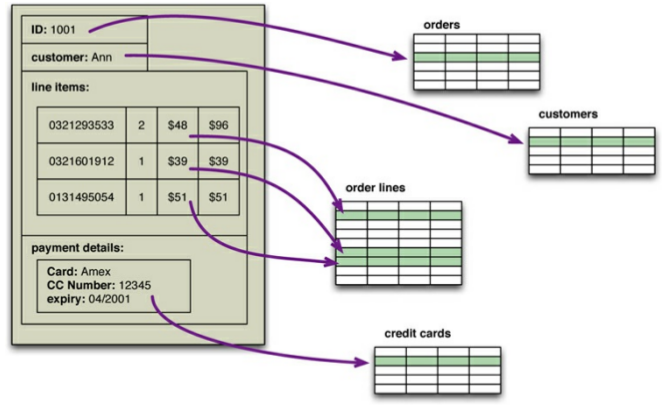 ID: 1001
customer: Ann
line items:
0321293533 2 $48 $96
0321601912 1 $39 $39
0131495054 1 $51 $51
payment details:
Card: Amex
CC Number: 12345
expiry: 04/2001
orders
customers
order lines
credit cards